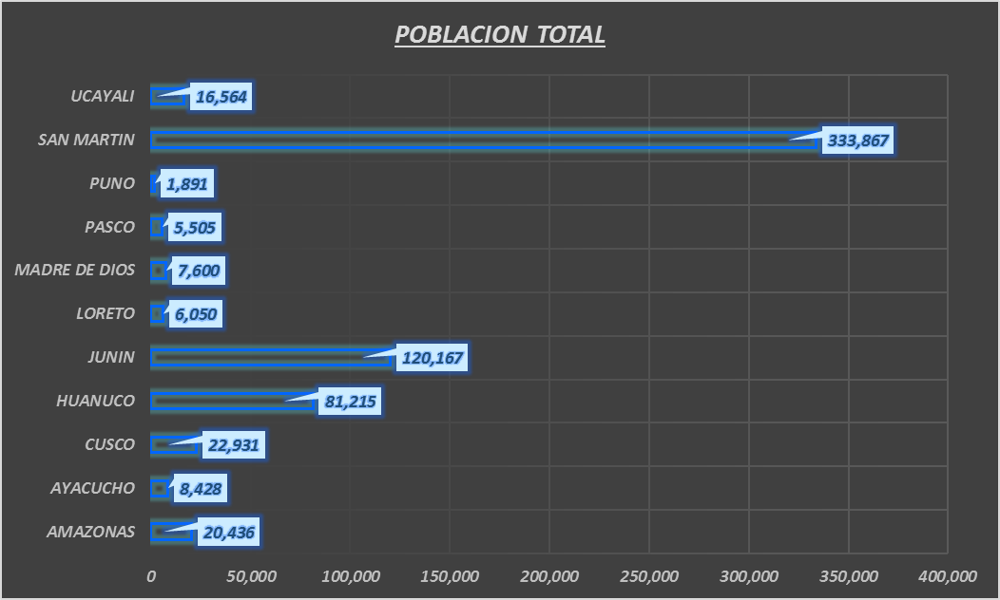 POBLACION TOTAL
UCAYALI 16,564
SAN MARTIN 333,867
PUNO 1,891
PASCO 5,505
MADRE DE DIOS 7,600
LORETO 6,050
JUNIN 120,167
HUANUCO 81,215
CUSCO 22,931
AYACUCHO 8,428
AMAZONAS 20,436
0 50,000 100,000 150,000 200,000 250,000 300,000 350,000 400,000